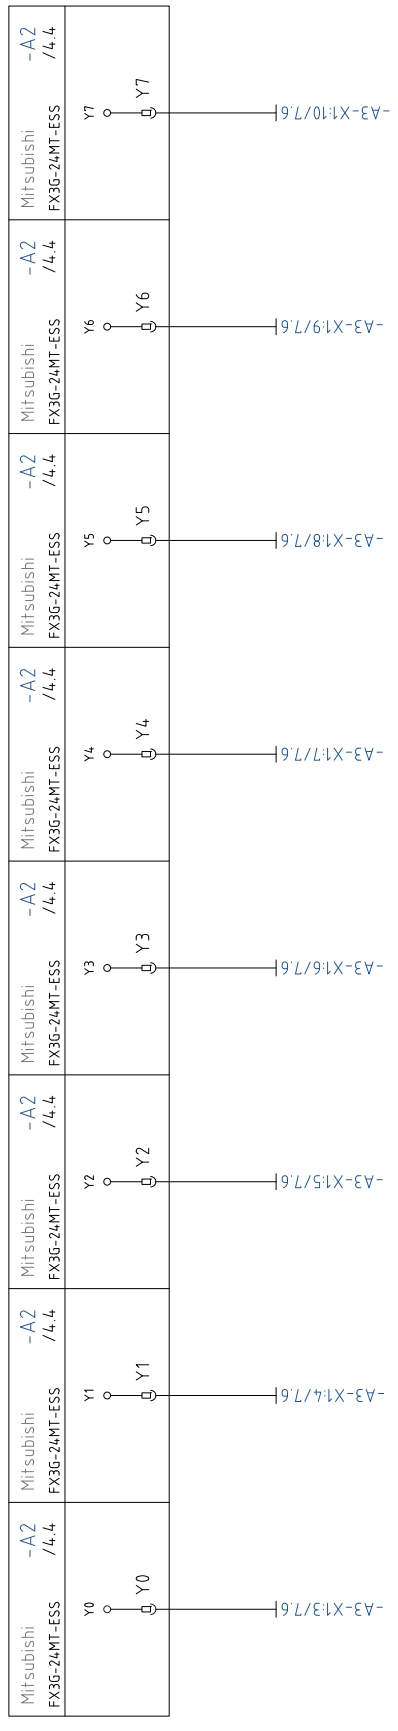 -A2
/4.4
Mitsubishi
FX3G-24MT-ESS
Y7
Y7
-A3-X1:10/7.6
-A2
/4.4
Mitsubishi
FX3G-24MT-ESS
Y6
Y6
-A3-X1:9/7.6
-A2
/4.4
Mitsubishi
FX3G-24MT-ESS
Y5
Y5
-A3-X1:8/7.6
-A2
/4.4
Mitsubishi
FX3G-24MT-ESS
Y4
Y4
-A3-X1:7/7.6
-A2
/4.4
Mitsubishi
FX3G-24MT-ESS
Y3
Y3
-A3-X1:6/7.6
-A2
/4.4
Mitsubishi
FX3G-24MT-ESS
Y2
Y2
-A3-X1:5/7.6
-A2
/4.4
Mitsubishi
FX3G-24MT-ESS
Y1
Y1
-A3-X1:4/7.6
-A2
/4.4
Mitsubishi
FX3G-24MT-ESS
Y0
Y0
-A3-X1:3/7.6